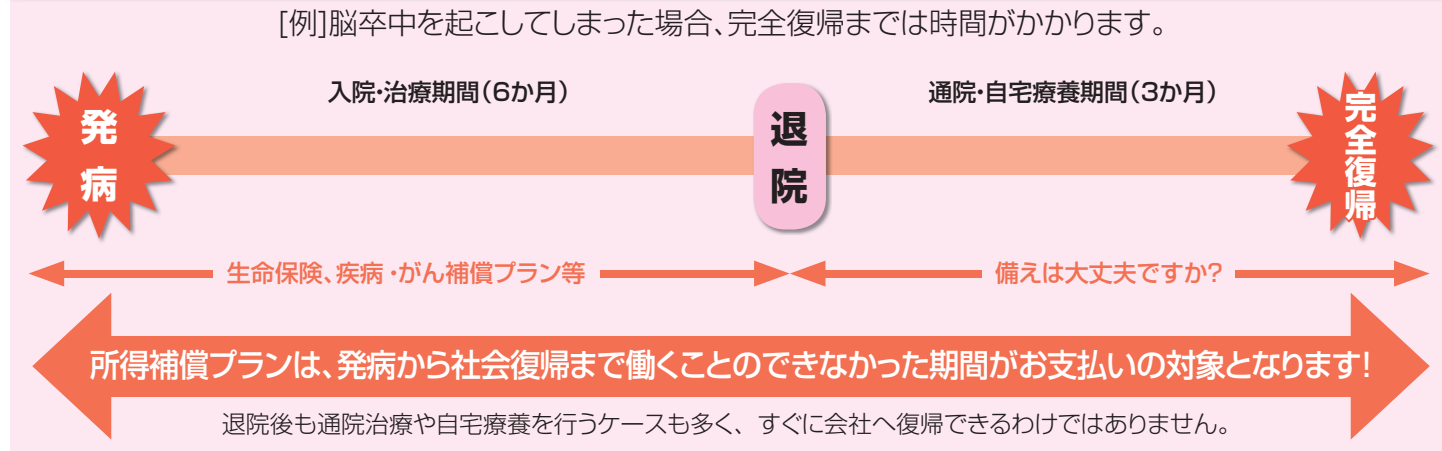 [例]脳卒中を起こしてしまった場合、完全復帰までは時間がかかります。
発病
入院・治療期間(6か月)
退院
通院・自宅療養期間(3か月)
完全復帰
生命保険、疾病・がん補償プラン等
備えは大丈夫ですか?
所得補償プランは、発病から社会復帰まで働くことのできなかった期間がお支払いの対象となります!
退院後も通院治療や自宅療養を行うケースも多く、すぐに会社へ復帰できるわけではありません。